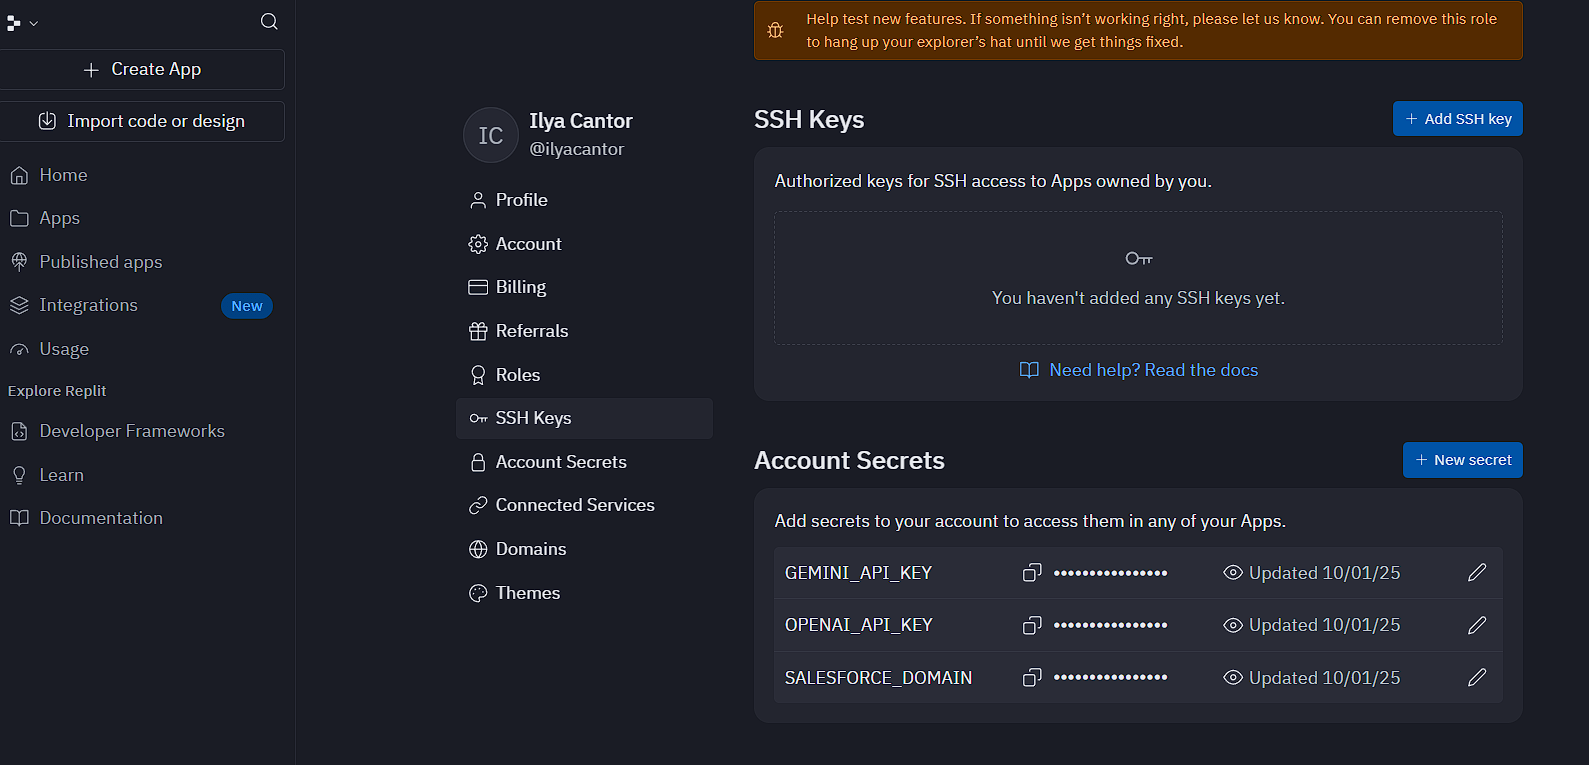 Create App
Import code or design
Home
Apps
Published apps
Integrations New
Usage
Explore Replit
Developer Frameworks
Learn
Documentation
IC
Ilya Cantor
@ilyacantor
Profile
Account
Billing
Referrals
Roles
SSH Keys
Account Secrets
Connected Services
Domains
Themes
Help test new features. If something isn’t working right, please let us know. You can remove this role
to hang up your explorer’s hat until we get things fixed.
SSH Keys
+ Add SSH key
Authorized keys for SSH access to Apps owned by you.
You haven't added any SSH keys yet.
Need help? Read the docs
Account Secrets
+ New secret
Add secrets to your account to access them in any of your Apps.
GEMINI_API_KEY •••••••••••••••• Updated 10/01/25
OPENAI_API_KEY •••••••••••••••• Updated 10/01/25
SALESFORCE_DOMAIN •••••••••••••••• Updated 10/01/25